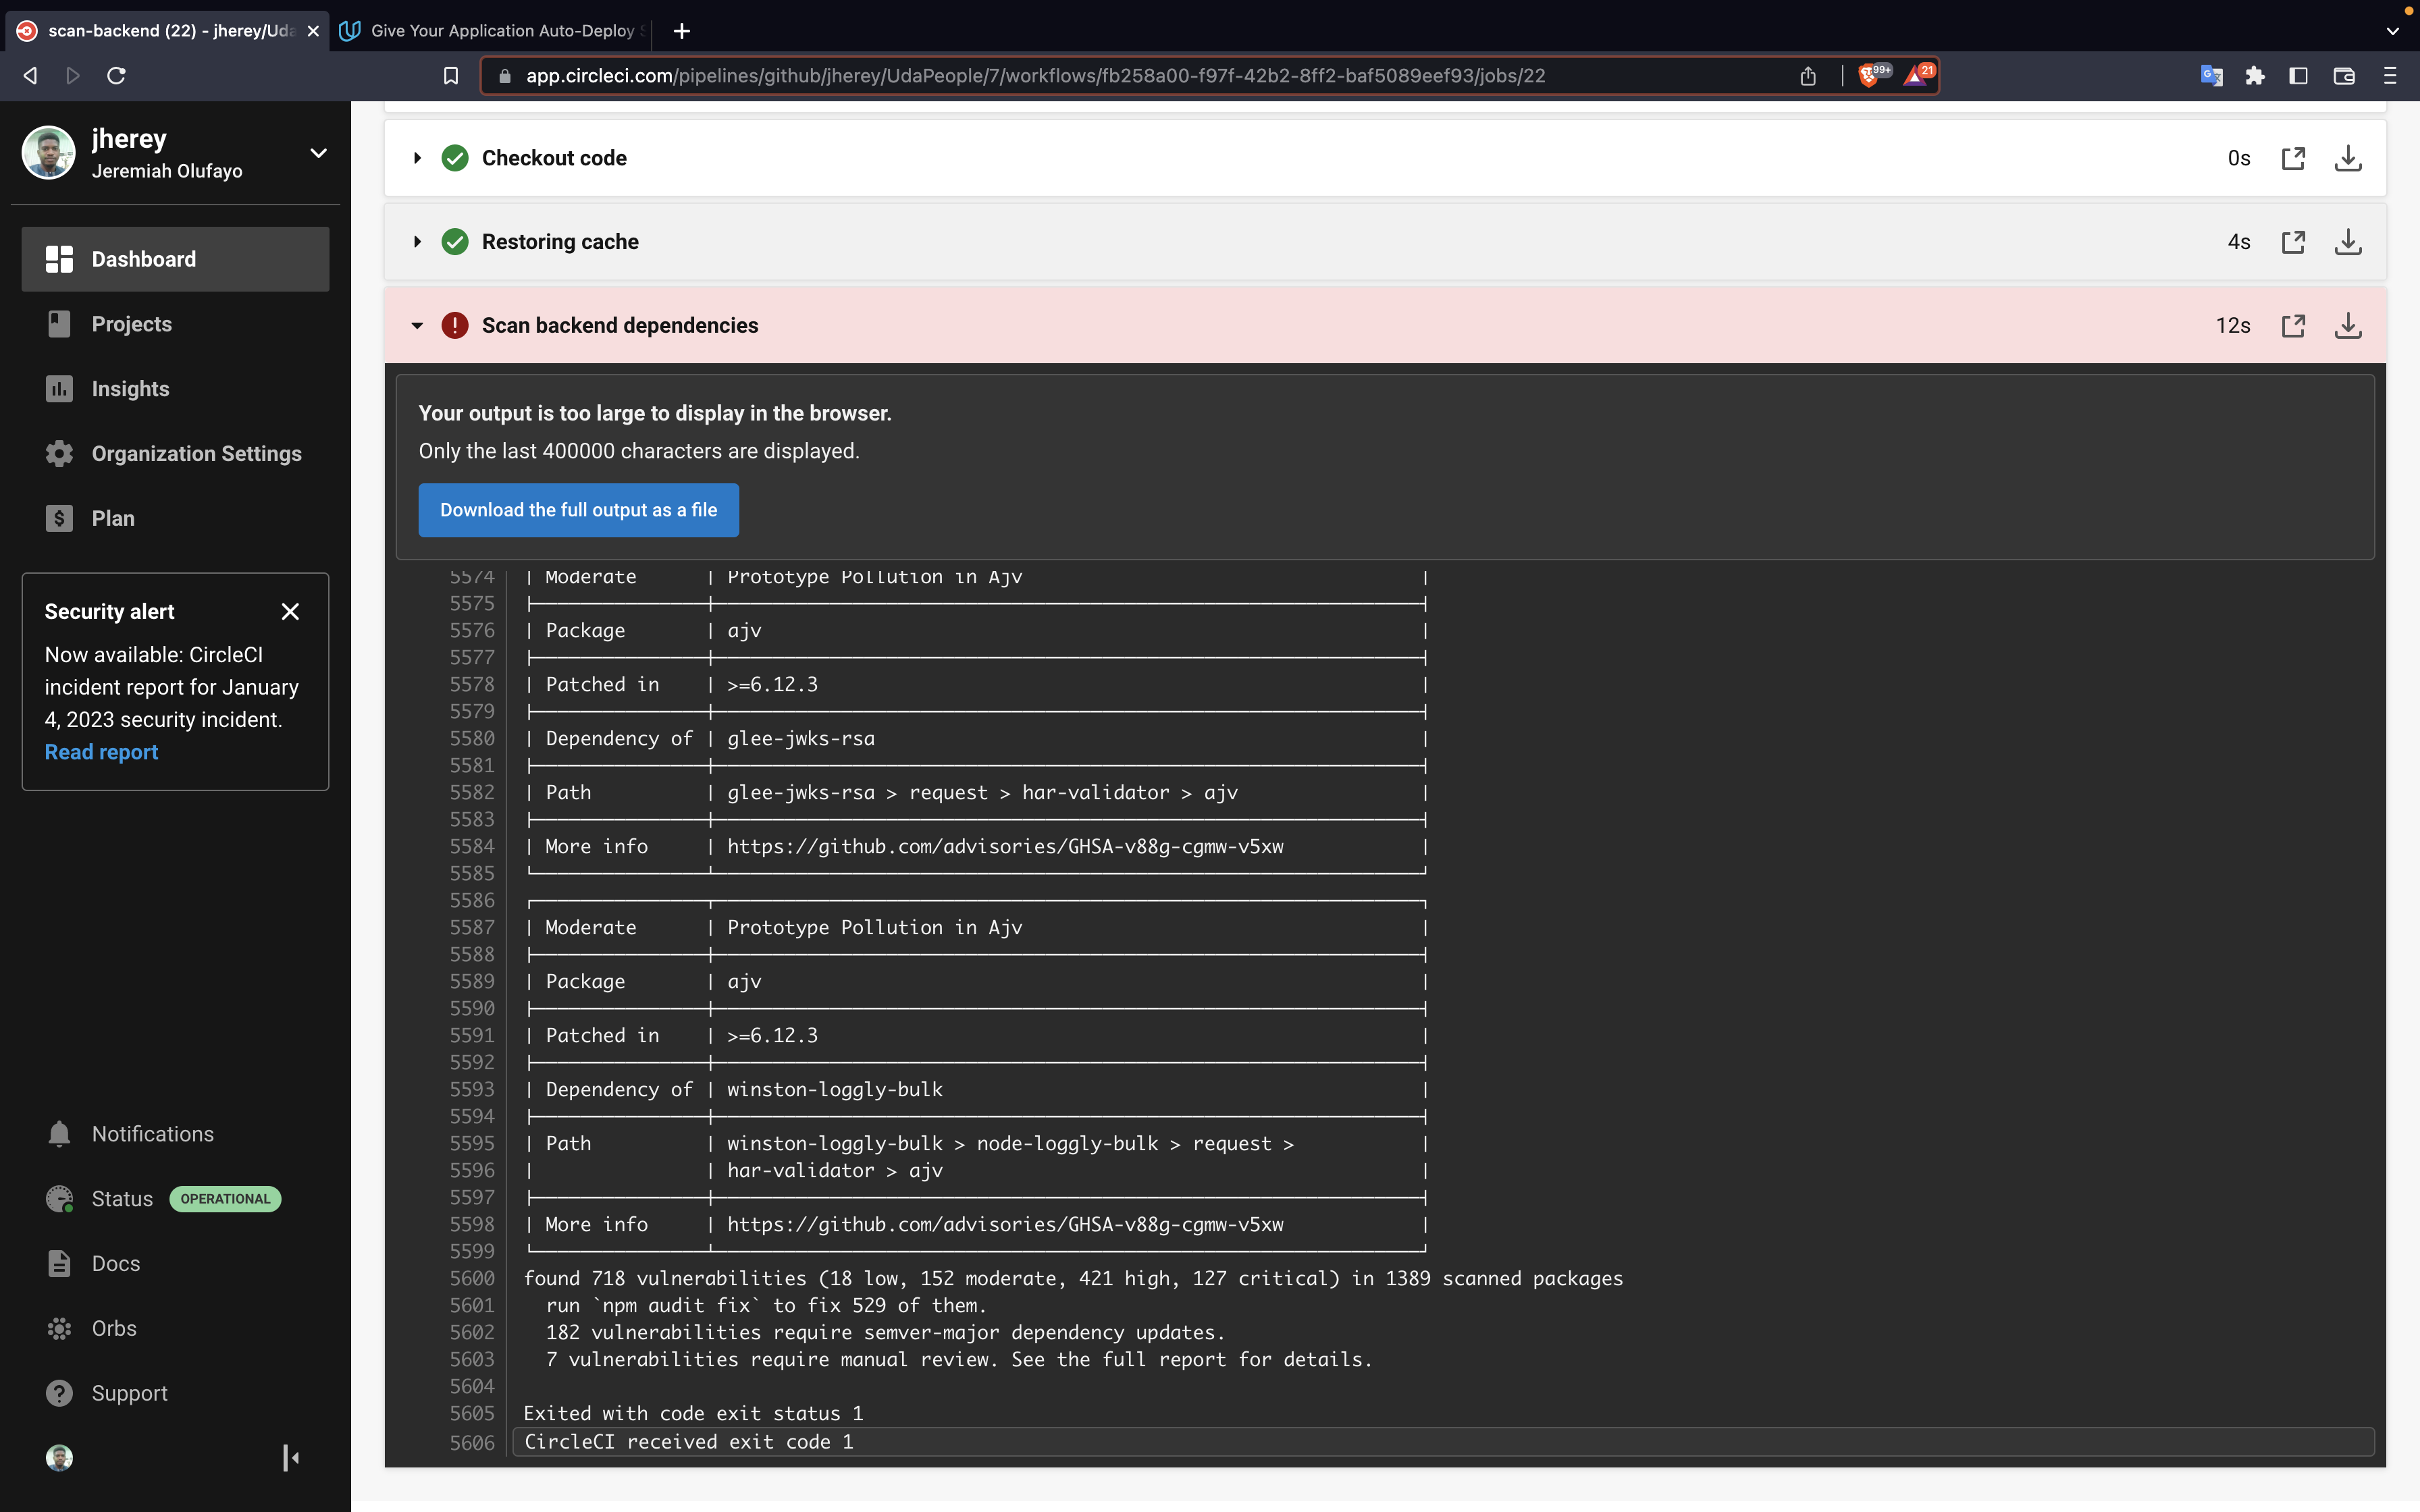 scan-backend (22) - jherey/Uda
Give Your Application Auto-Deploy
app.circleci.com/pipelines/github/jherey/UdaPeople/7/workflows/fb258a00-f97f-42b2-8ff2-baf5089eef93/jobs/22
99+
21
jherey
Jeremiah Olufayo
Dashboard
Projects
Insights
Organization Settings
Plan
Security alert
Now available: CircleCI
incident report for January
4, 2023 security incident.
Read report
Notifications
Status OPERATIONAL
Docs
Orbs
Support
Checkout code 0s
Restoring cache 4s
Scan backend dependencies 12s
Your output is too large to display in the browser.
Only the last 400000 characters are displayed.
Download the full output as a file
5574 | Moderate | Prototype Pollution in Ajv |
5575
5576 | Package | ajv |
5577
5578 | Patched in | >=6.12.3 |
5579
5580 | Dependency of | glee-jwks-rsa |
5581
5582 | Path | glee-jwks-rsa > request > har-validator > ajv |
5583
5584 | More info | https://github.com/advisories/GHSA-v88g-cgmw-v5xw |
5585
5586
5587 | Moderate | Prototype Pollution in Ajv |
5588
5589 | Package | ajv |
5590
5591 | Patched in | >=6.12.3 |
5592
5593 | Dependency of | winston-loggly-bulk |
5594
5595 | Path | winston-loggly-bulk > node-loggly-bulk > request > |
5596 | | har-validator > ajv |
5597
5598 | More info | https://github.com/advisories/GHSA-v88g-cgmw-v5xw |
5599
5600 found 718 vulnerabilities (18 low, 152 moderate, 421 high, 127 critical) in 1389 scanned packages
5601 run `npm audit fix` to fix 529 of them.
5602 182 vulnerabilities require semver-major dependency updates.
5603 7 vulnerabilities require manual review. See the full report for details.
5604
5605 Exited with code exit status 1
5606 CircleCI received exit code 1